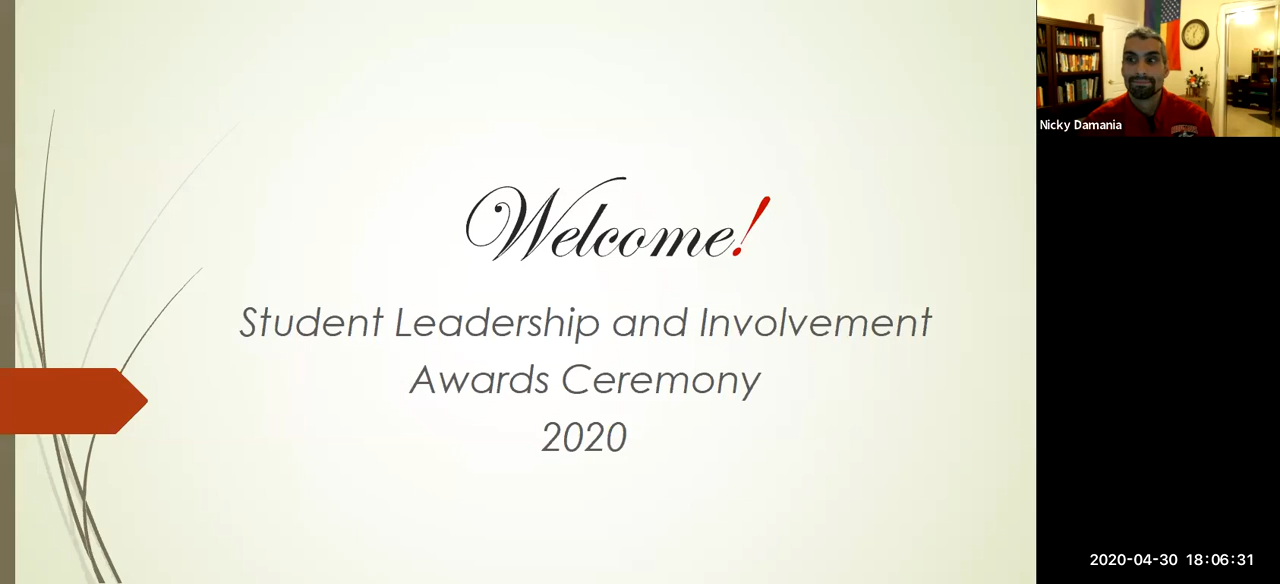 Welcome!
Student Leadership and Involvement
Awards Ceremony
2020
Nicky Damania
2020-04-30 18:06:31